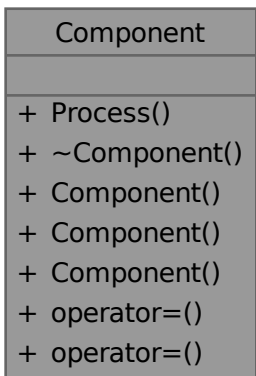 Component
+ Process()
+ ~Component()
+ Component()
+ Component()
+ Component()
+ operator=()
+ operator=()